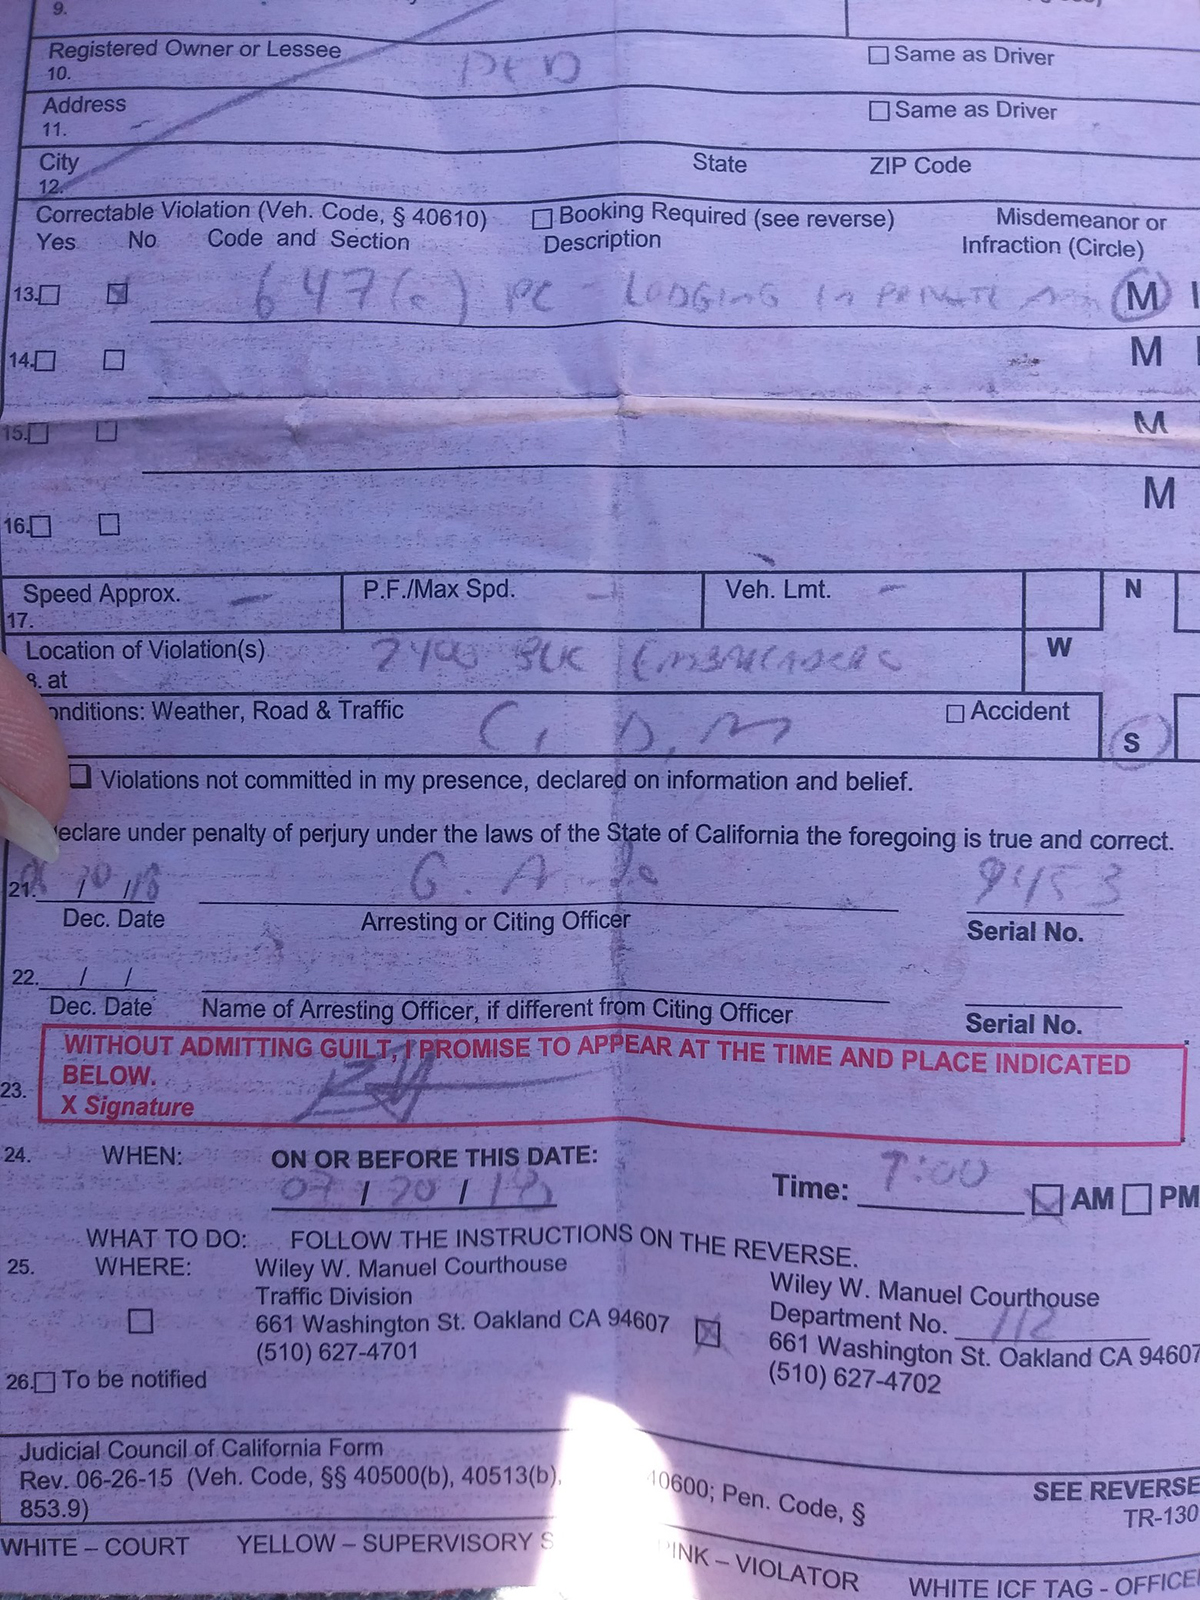 9.
Registered Owner or Lessee
10.
PED
Same as Driver
Address
11.
Same as Driver
City
12.
State ZIP Code
Correctable Violation (Veh. Code, § 40610) Booking Required (see reverse) Misdemeanor or
Yes No Code and Section Description Infraction (Circle)
13. 647(e) PC - LODGING IN PRIVATE M I
14. M
15. M
16. M
Speed Approx. - P.F./Max Spd. - Veh. Lmt. - N
17.
Location of Violation(s) BLK W
8. at
onditions: Weather, Road & Traffic C, D, M Accident
S
Violations not committed in my presence, declared on information and belief.
eclare under penalty of perjury under the laws of the State of California the foregoing is true and correct.
21. / / 18 G. 9453
Dec. Date Arresting or Citing Officer Serial No.
22. / /
Dec. Date Name of Arresting Officer, if different from Citing Officer Serial No.
WITHOUT ADMITTING GUILT, I PROMISE TO APPEAR AT THE TIME AND PLACE INDICATED
BELOW.
23.
X Signature
24. WHEN: ON OR BEFORE THIS DATE:
07 / 20 / Time: AM PM
WHAT TO DO: FOLLOW THE INSTRUCTIONS ON THE REVERSE.
25. WHERE: Wiley W. Manuel Courthouse
Traffic Division
661 Washington St. Oakland CA 94607
(510) 627-4701
Wiley W. Manuel Courthouse
Department No. 112
661 Washington St. Oakland CA 94607
(510) 627-4702
26. To be notified
Judicial Council of California Form
Rev. 06-26-15 (Veh. Code, §§ 40500(b), 40513(b), 40600; Pen. Code, §
853.9)
SEE REVERSE
TR-130
WHITE – COURT YELLOW – SUPERVISORY S PINK – VIOLATOR WHITE ICF TAG - OFFICE